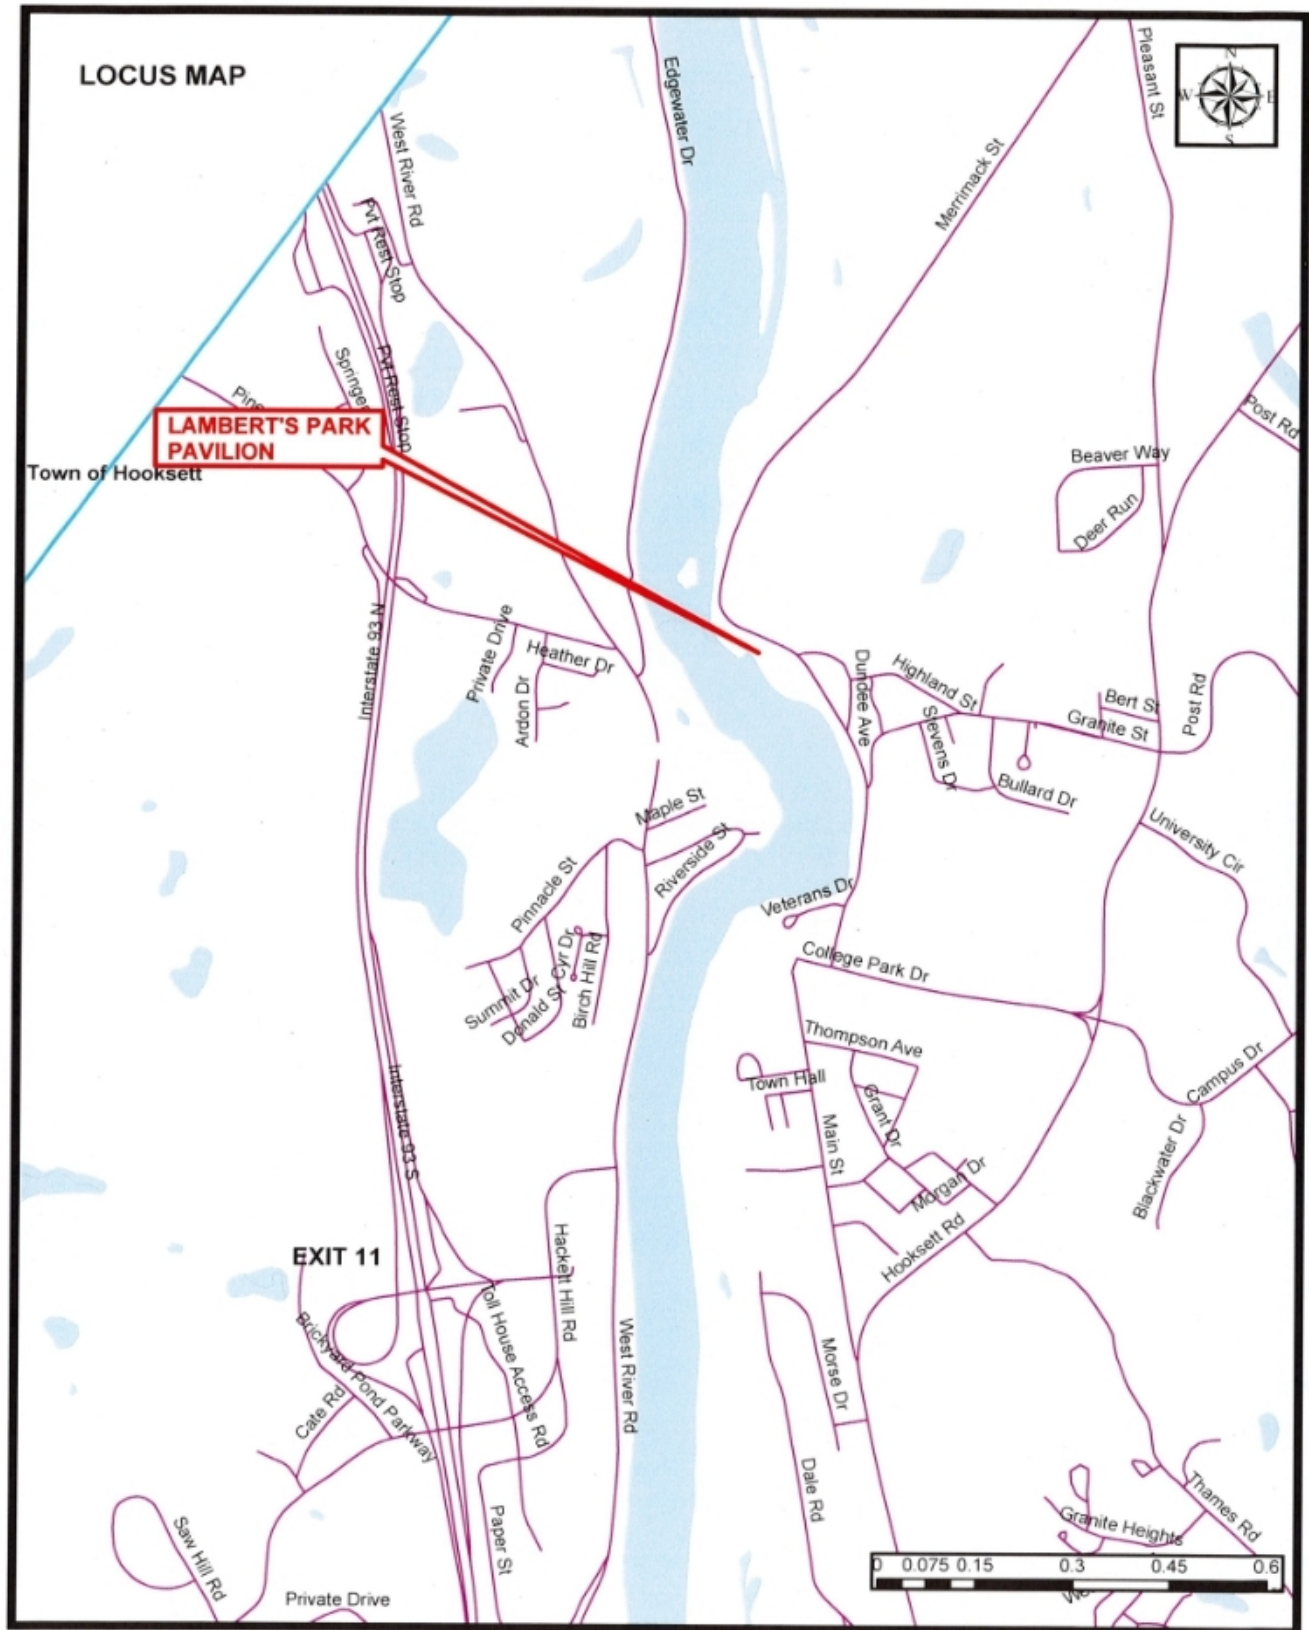 LOCUS MAP
N
W
E
S
Pleasant St
Edgewater Dr
West River Rd
Merrimack St
Pvt Rest Stop
Springer
Pvt Rest Stop
LAMBERT'S PARK
PAVILION
Post Rd
Beaver Way
Town of Hooksett
Deer Run
Interstate 93 N
Private Drive
Heather Dr
Ardon Dr
Dundee Ave
Highland St
Stevens Dr
Bert St
Granite St
Post Rd
Bullard Dr
Maple St
University Cir
Riverside St
Pinnacle St
Veterans Dr
Cyr Dr
Birch Hill Rd
College Park Dr
Summit Dr
Donald St
Thompson Ave
Town Hall
Grant Dr
Campus Dr
Interstate 93 S
Main St
Blackwater Dr
Morgan Dr
Hooksett Rd
EXIT 11
Hackett Hill Rd
Toll House Access Rd
Brickyard Pond Parkway
West River Rd
Morse Dr
Cate Rd
Dale Rd
Thames Rd
Granite Heights
Paper St
Saw Hill Rd
Private Drive
0 0.075 0.15 0.3 0.45 0.6